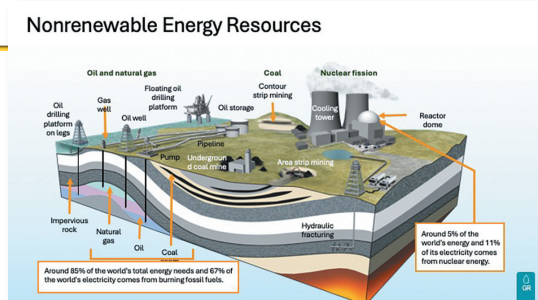 Nonrenewable Energy Resources
Oil and natural gas
Coal
Nuclear fission
Floating oil
drilling
platform
Contour
strip mining
Oil
drilling
platform
on legs
Gas
well
Oil well
Oil storage
Cooling
tower
Reactor
dome
Pipeline
Pump
Undergroun
d coal mine
Area strip mining
Impervious
rock
Natural
gas
Oil
Coal
Hydraulic
fracturing
Around 85% of the world's total energy needs and 67% of
the world's electricity comes from burning fossil fuels.
Around 5% of the
world's energy and 11%
of its electricity comes
from nuclear energy.
GR